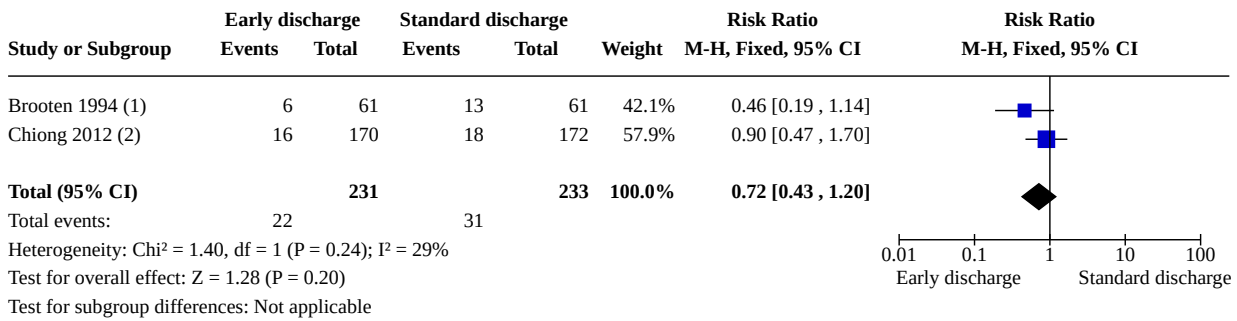 Early discharge Standard discharge Risk Ratio Risk Ratio
Study or Subgroup Events Total Events Total Weight M-H, Fixed, 95% CI M-H, Fixed, 95% CI
Brooten 1994 (1) 6 61 13 61 42.1% 0.46 [0.19 , 1.14]
Chiong 2012 (2) 16 170 18 172 57.9% 0.90 [0.47 , 1.70]
Total (95% CI) 231 233 100.0% 0.72 [0.43 , 1.20]
Total events: 22 31
Heterogeneity: Chi² = 1.40, df = 1 (P = 0.24); I² = 29%
0.01 0.1 1 10 100
Test for overall effect: Z = 1.28 (P = 0.20)
Early discharge Standard discharge
Test for subgroup differences: Not applicable